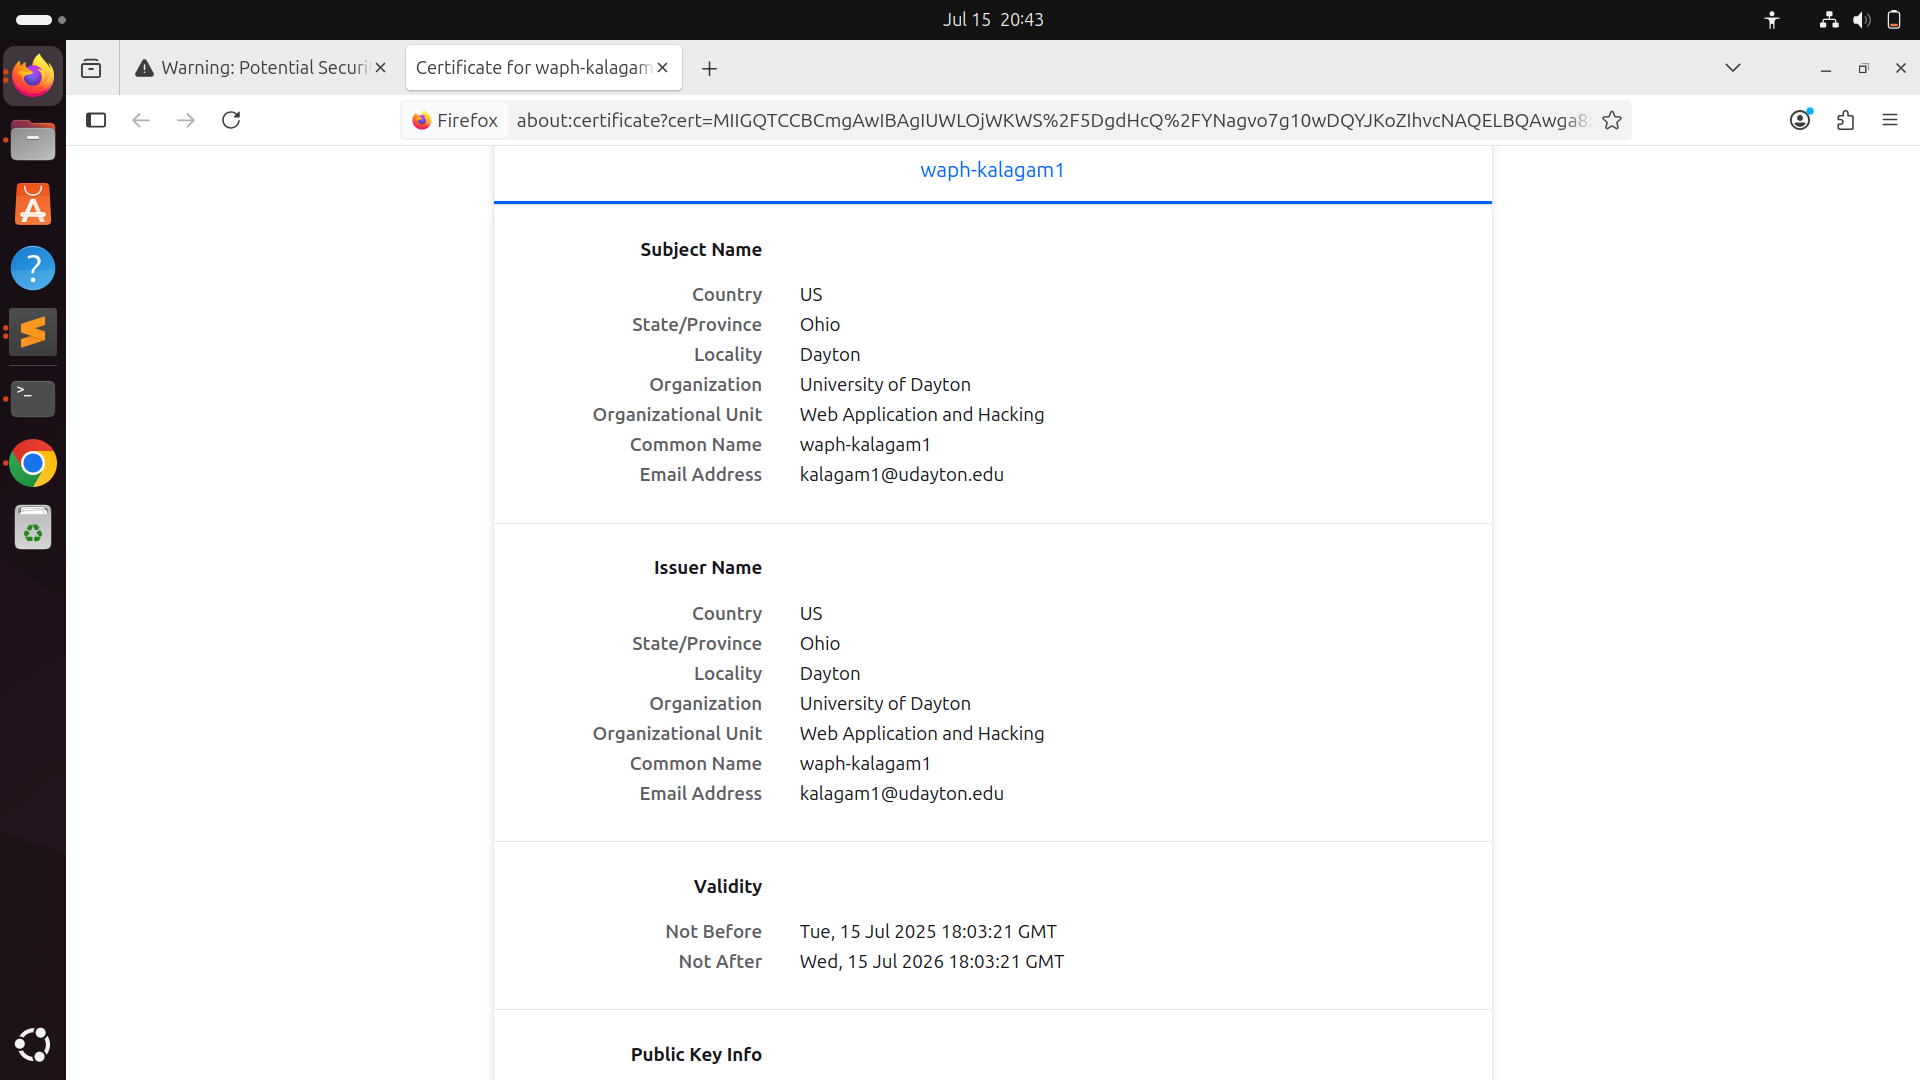 Jul 15 20:43
Warning: Potential Securi
Certificate for waph-kalagam
Firefox
about:certificate?cert=MIIGQTCCBCmgAwIBAgIUWLOjWKWS%2F5DgdHcQ%2FYNagvo7g10wDQYJKoZIhvcNAQELBQAwga8
waph-kalagam1
Subject Name
Country US
State/Province Ohio
Locality Dayton
Organization University of Dayton
Organizational Unit Web Application and Hacking
Common Name waph-kalagam1
Email Address kalagam1@udayton.edu
Issuer Name
Country US
State/Province Ohio
Locality Dayton
Organization University of Dayton
Organizational Unit Web Application and Hacking
Common Name waph-kalagam1
Email Address kalagam1@udayton.edu
Validity
Not Before Tue, 15 Jul 2025 18:03:21 GMT
Not After Wed, 15 Jul 2026 18:03:21 GMT
Public Key Info